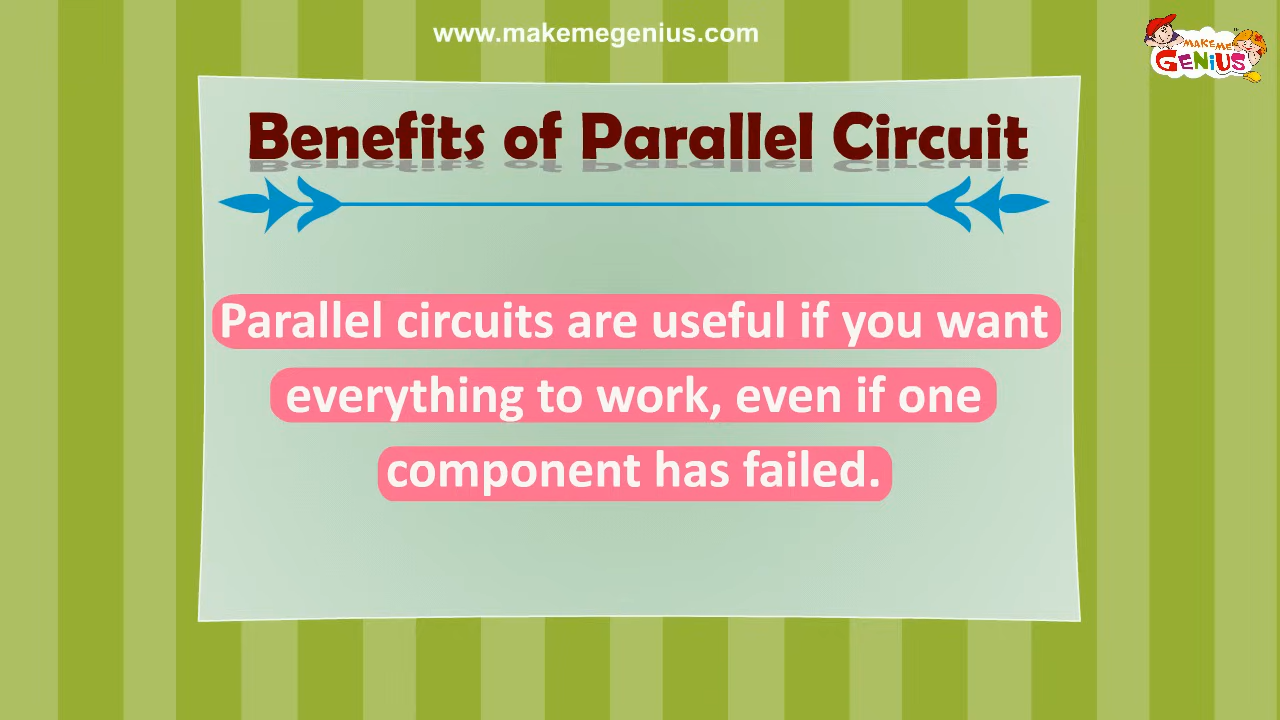 www.makemegenius.com
MAKE ME
GENiUS
Benefits of Parallel Circuit
Parallel circuits are useful if you want
everything to work, even if one
component has failed.